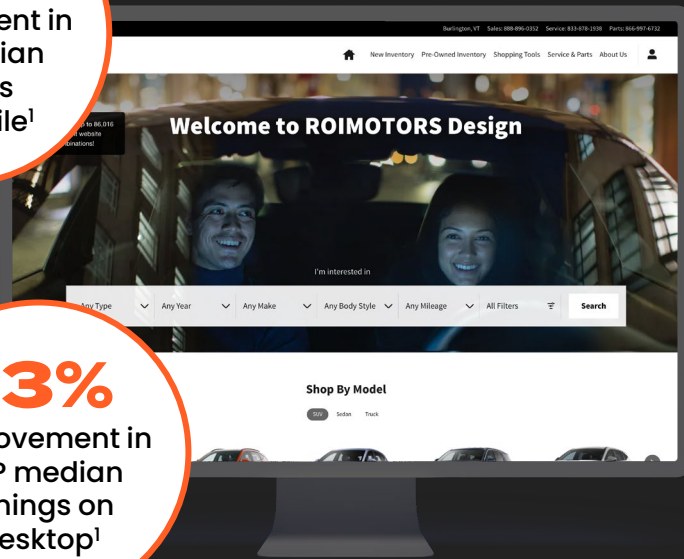 ent in
ian
s
ile¹
Burlington, VT Sales: 888-896-0352 Service: 833-678-1938 Parts: 866-997-6732
New Inventory Pre-Owned Inventory Shopping Tools Service & Parts About Us
to 86,016
website
binations!
Welcome to ROIMOTORS Design
I'm interested in
Any Type Any Year Any Make Any Body Style Any Mileage All Filters Search
3%
ovement in
P median
nings on
esktop¹
Shop By Model
SUV Sedan Truck